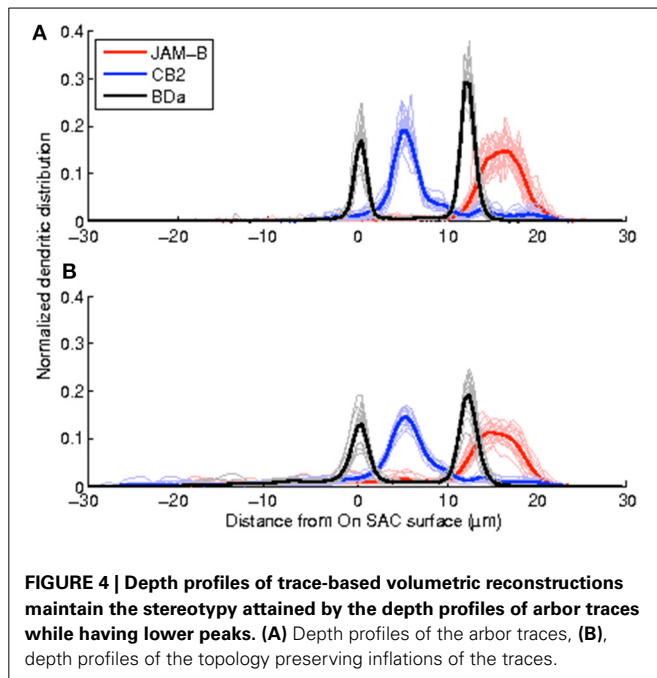 A
0.4
JAM–B
CB2
BDa
0.3
0.2
0.1
0
–30
–20
–10
0
10
20
30
Normalized dendritic distribution
B
0.4
0.3
0.2
0.1
0
–30
–20
–10
0
10
20
30
Distance from On SAC surface (μm)
FIGURE 4 | Depth profiles of trace-based volumetric reconstructions
maintain the stereotypy attained by the depth profiles of arbor traces
while having lower peaks. (A) Depth profiles of the arbor traces, (B),
depth profiles of the topology preserving inflations of the traces.